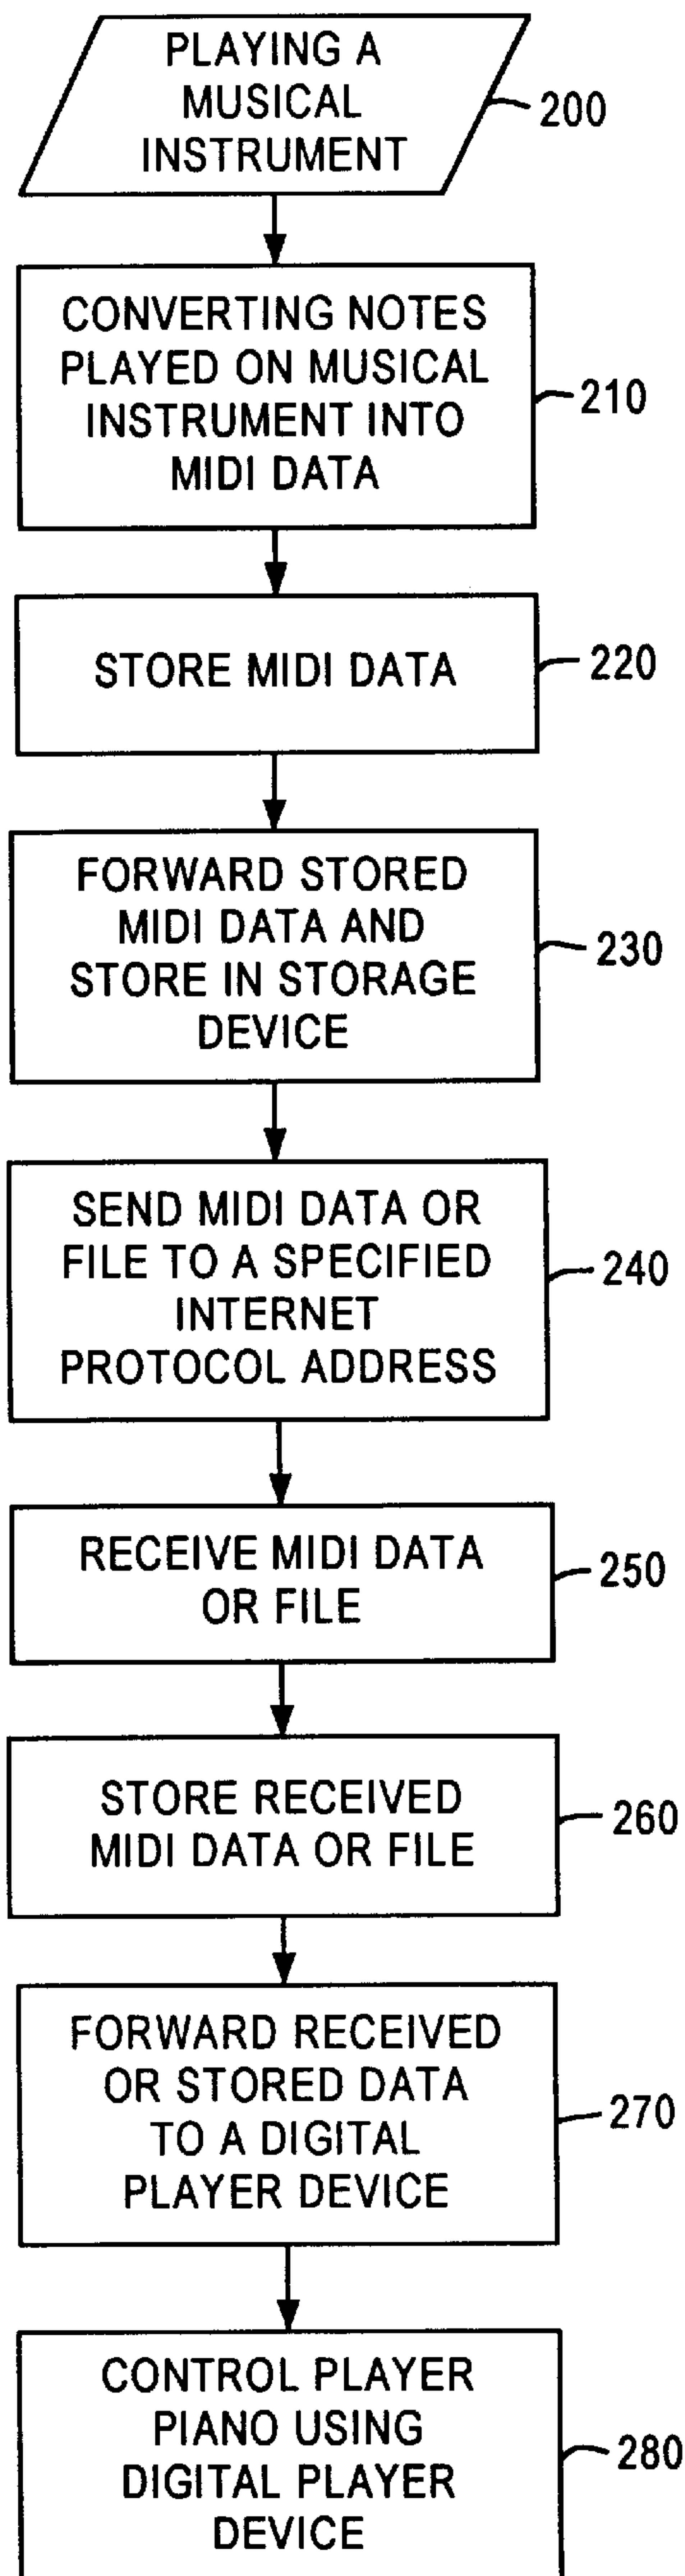 PLAYING A
MUSICAL
INSTRUMENT
200
CONVERTING NOTES
PLAYED ON MUSICAL
INSTRUMENT INTO
MIDI DATA
210
STORE MIDI DATA
220
FORWARD STORED
MIDI DATA AND
STORE IN STORAGE
DEVICE
230
SEND MIDI DATA OR
FILE TO A SPECIFIED
INTERNET
PROTOCOL ADDRESS
240
RECEIVE MIDI DATA
OR FILE
250
STORE RECEIVED
MIDI DATA OR FILE
260
FORWARD RECEIVED
OR STORED DATA
TO A DIGITAL
PLAYER DEVICE
270
CONTROL PLAYER
PIANO USING
DIGITAL PLAYER
DEVICE
280